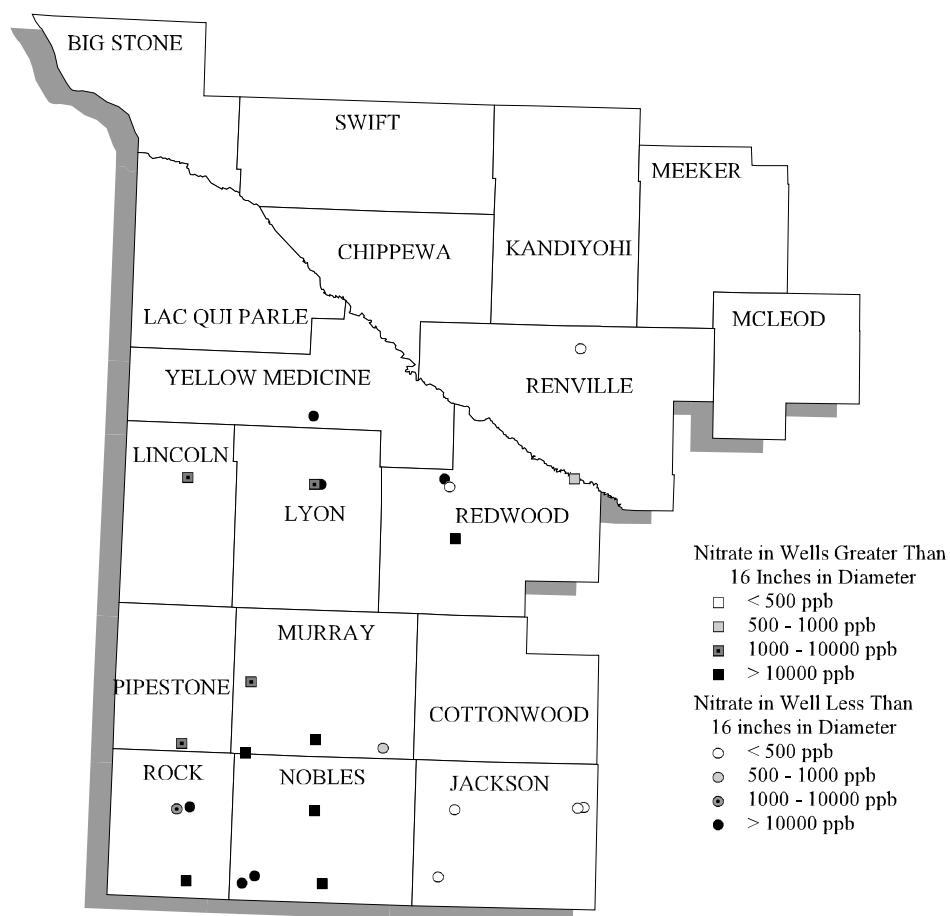 BIG STONE
SWIFT
MEEKER
CHIPPEWA
KANDIYOHI
LAC QUI PARLE
MCLEOD
YELLOW MEDICINE
RENVILLE
LINCOLN
LYON
REDWOOD
MURRAY
PIPESTONE
COTTONWOOD
ROCK
NOBLES
JACKSON
Nitrate in Wells Greater Than
16 Inches in Diameter
< 500 ppb
500 - 1000 ppb
1000 - 10000 ppb
> 10000 ppb
Nitrate in Well Less Than
16 inches in Diameter
< 500 ppb
500 - 1000 ppb
1000 - 10000 ppb
> 10000 ppb